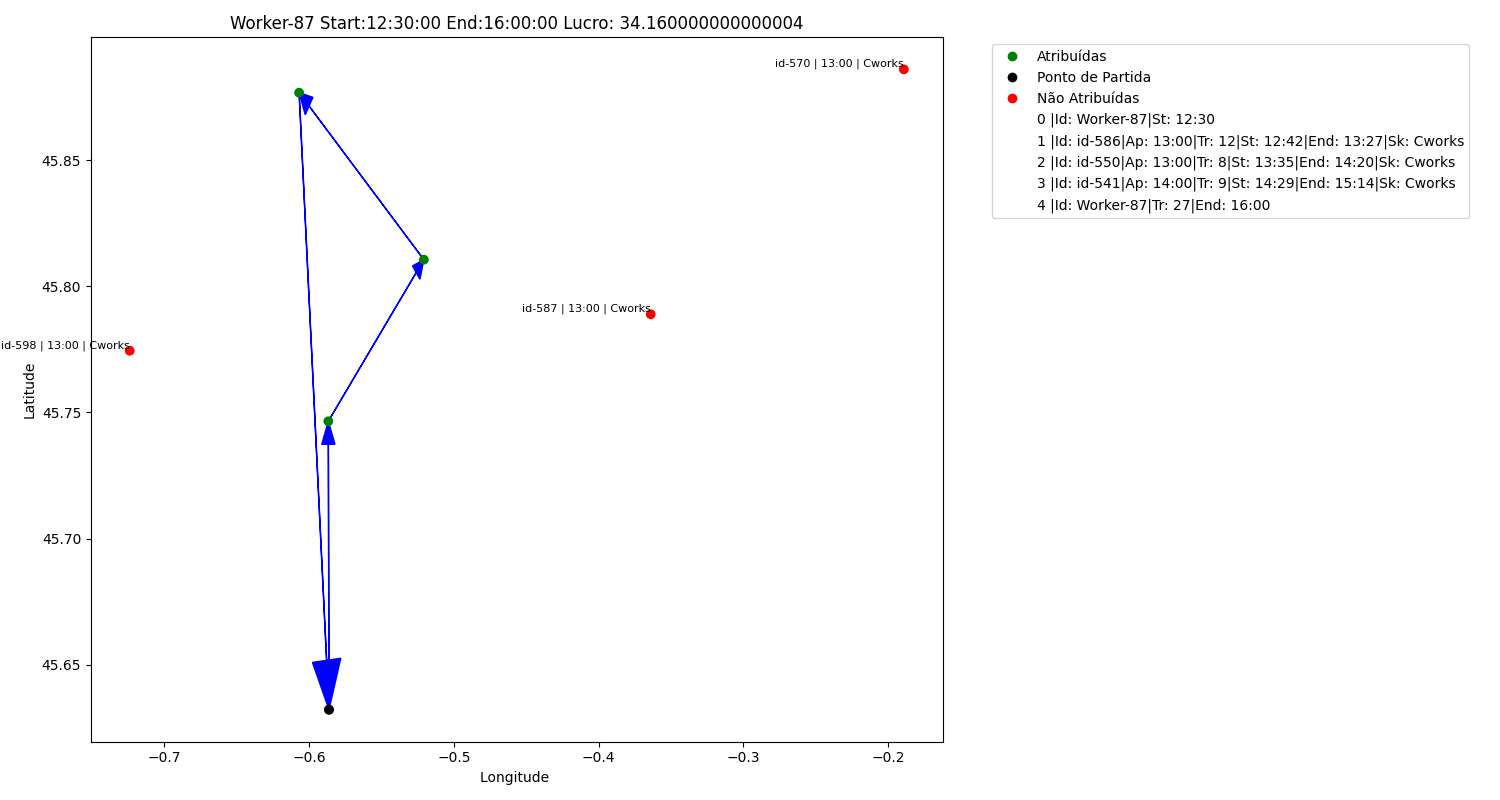 Worker-87 Start:12:30:00 End:16:00:00 Lucro: 34.160000000000004
id-570 | 13:00 | Cworks
id-587 | 13:00 | Cworks
id-598 | 13:00 | Cworks
45.85
45.80
45.75
45.70
45.65
Latitude
−0.7
−0.6
−0.5
−0.4
−0.3
−0.2
Longitude
Atribuídas
Ponto de Partida
Não Atribuídas
0 |Id: Worker-87|St: 12:30
1 |Id: id-586|Ap: 13:00|Tr: 12|St: 12:42|End: 13:27|Sk: Cworks
2 |Id: id-550|Ap: 13:00|Tr: 8|St: 13:35|End: 14:20|Sk: Cworks
3 |Id: id-541|Ap: 14:00|Tr: 9|St: 14:29|End: 15:14|Sk: Cworks
4 |Id: Worker-87|Tr: 27|End: 16:00